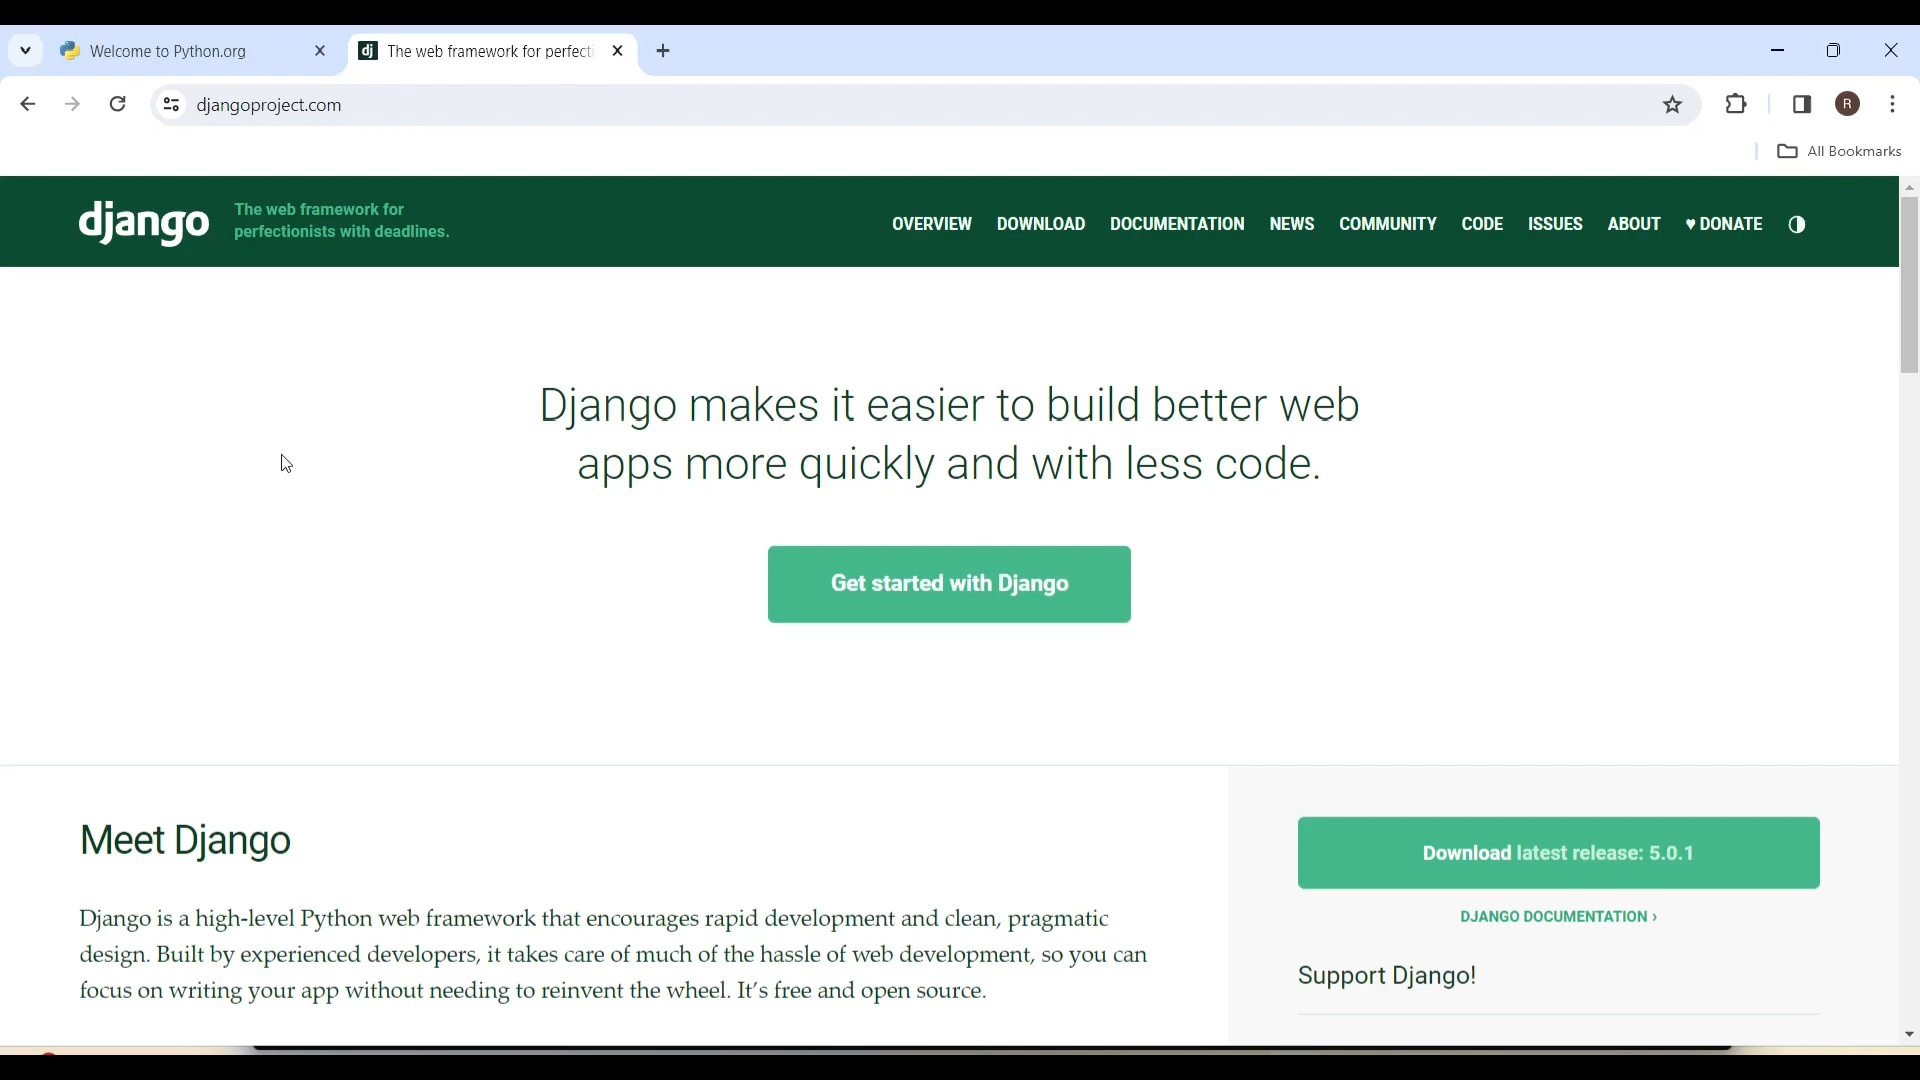 Welcome to Python.org
The web framework for perfecti
djangoproject.com
R
All Bookmarks
django
The web framework for
perfectionists with deadlines.
OVERVIEW DOWNLOAD DOCUMENTATION NEWS COMMUNITY CODE ISSUES ABOUT ♥ DONATE
Django makes it easier to build better web
apps more quickly and with less code.
Get started with Django
Meet Django
Django is a high-level Python web framework that encourages rapid development and clean, pragmatic
design. Built by experienced developers, it takes care of much of the hassle of web development, so you can
focus on writing your app without needing to reinvent the wheel. It’s free and open source.
Download latest release: 5.0.1
DJANGO DOCUMENTATION ›
Support Django!